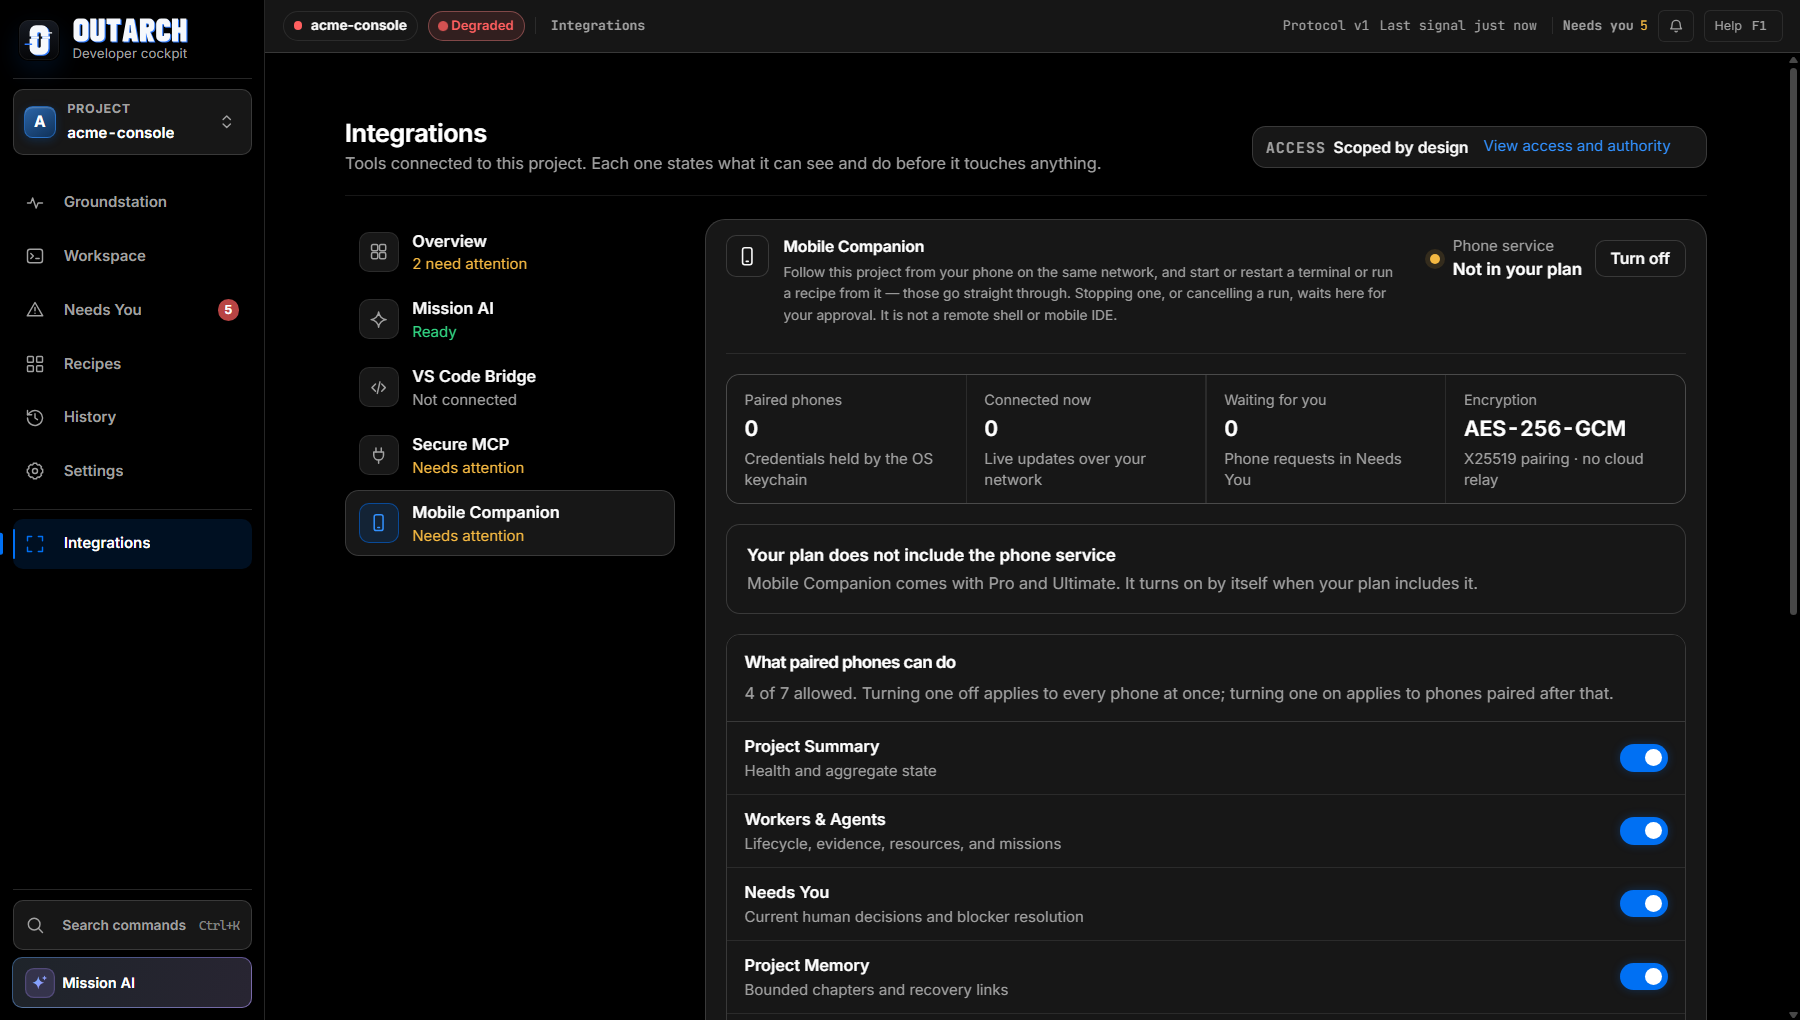 OUTARCH
Developer cockpit
A
PROJECT
acme-console
Groundstation
Workspace
Needs You
5
Recipes
History
Settings
Integrations
Search commands Ctrl+K
Mission AI
acme-console
Degraded
Integrations
Protocol v1 Last signal just now
Needs you 5
Help F1
Integrations
Tools connected to this project. Each one states what it can see and do before it touches anything.
ACCESS Scoped by design View access and authority
Overview
2 need attention
Mission AI
Ready
VS Code Bridge
Not connected
Secure MCP
Needs attention
Mobile Companion
Needs attention
Mobile Companion
Follow this project from your phone on the same network, and start or restart a terminal or run
a recipe from it — those go straight through. Stopping one, or cancelling a run, waits here for
your approval. It is not a remote shell or mobile IDE.
Phone service
Not in your plan
Turn off
Paired phones
0
Credentials held by the OS
keychain
Connected now
0
Live updates over your
network
Waiting for you
0
Phone requests in Needs
You
Encryption
AES-256-GCM
X25519 pairing · no cloud
relay
Your plan does not include the phone service
Mobile Companion comes with Pro and Ultimate. It turns on by itself when your plan includes it.
What paired phones can do
4 of 7 allowed. Turning one off applies to every phone at once; turning one on applies to phones paired after that.
Project Summary
Health and aggregate state
Workers & Agents
Lifecycle, evidence, resources, and missions
Needs You
Current human decisions and blocker resolution
Project Memory
Bounded chapters and recovery links